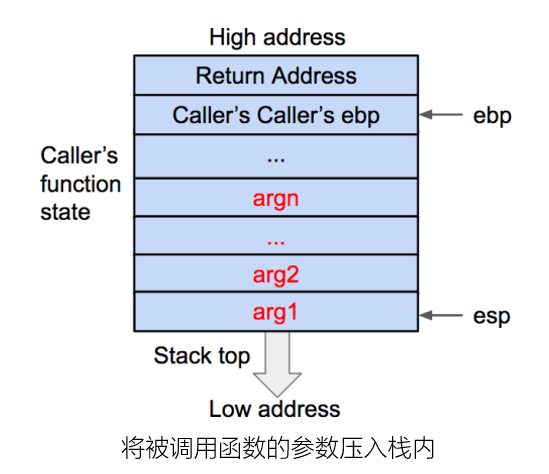 High address
Return Address
Caller's Caller's ebp
ebp
...
Caller's
function
state
argn
...
arg2
arg1
esp
Stack top
Low address
将被调用函数的参数压入栈内